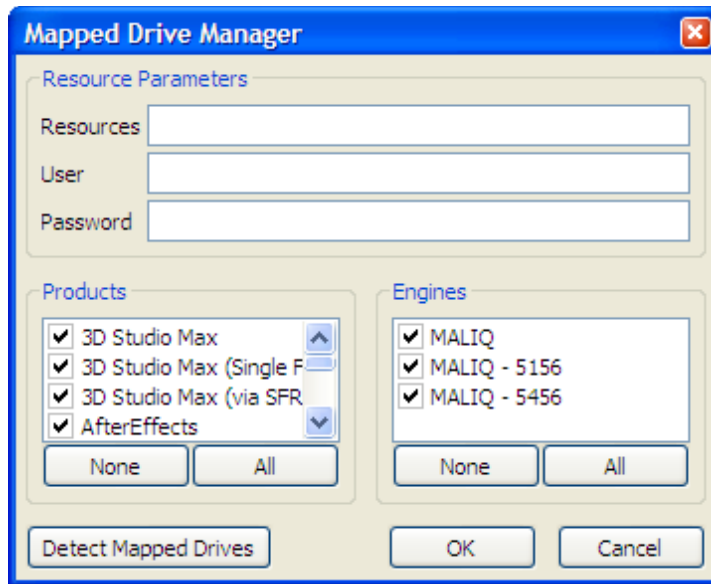 Mapped Drive Manager
Resource Parameters
Resources
User
Password
Products
3D Studio Max
3D Studio Max (Single F
3D Studio Max (via SFR
AfterEffects
None All
Engines
MALIQ
MALIQ - 5156
MALIQ - 5456
None All
Detect Mapped Drives OK Cancel